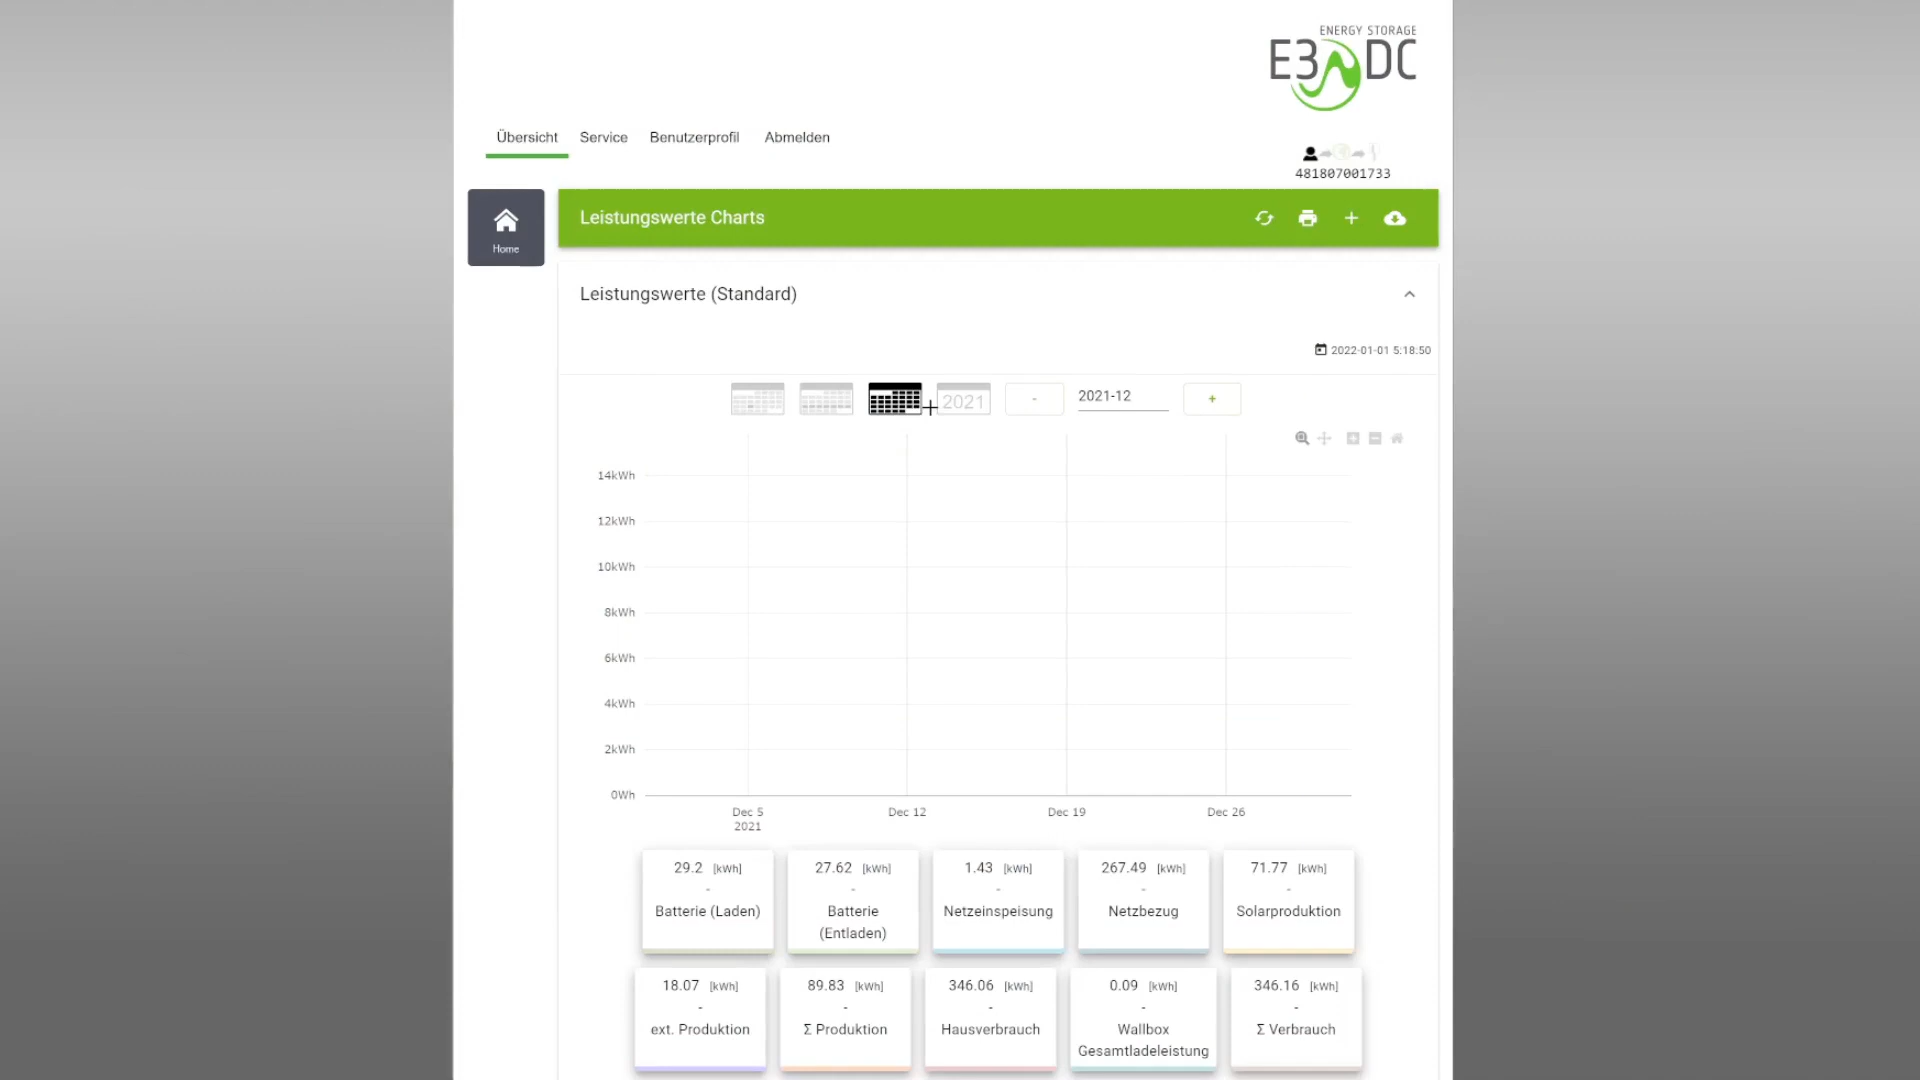 ENERGY STORAGE
E3 DC
Übersicht Service Benutzerprofil Abmelden
481807001733
Home
Leistungswerte Charts
Leistungswerte (Standard)
2022-01-01 5:18:50
2021 - 2021-12 +
14kWh
12kWh
10kWh
8kWh
6kWh
4kWh
2kWh
0Wh
Dec 5 Dec 12 Dec 19 Dec 26
2021
29.2 [kWh] 27.62 [kWh] 1.43 [kWh] 267.49 [kWh] 71.77 [kWh]
- - - - -
Batterie (Laden) Batterie Netzeinspeisung Netzbezug Solarproduktion
(Entladen)
18.07 [kWh] 89.83 [kWh] 346.06 [kWh] 0.09 [kWh] 346.16 [kWh]
- - - - -
ext. Produktion Σ Produktion Hausverbrauch Wallbox Σ Verbrauch
Gesamtladeleistung